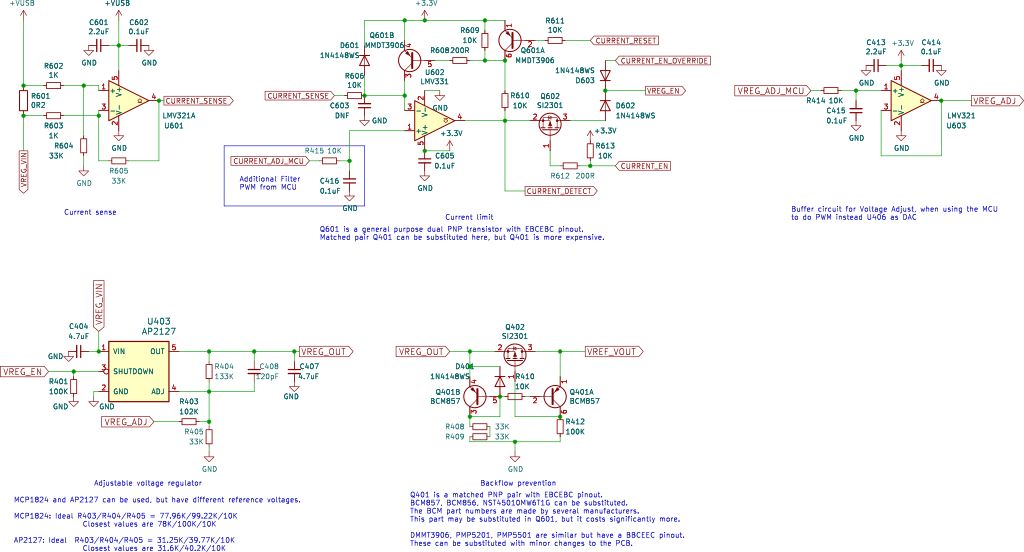 +VUSB
+VUSB
C601
2.2uF
C602
0.1uF
GND
GND
R602
1K
R601
0R2
R603
1K
R604
33K
GND
R605
33K
GND
LMV321A
U601
CURRENT_SENSE
VREG_VIN
Current sense
+3.3V
D601
1N4148WS
Q601B
MMDT3906
R608
200R
R609
10K
Q601A
MMDT3906
R611
10K
CURRENT_RESET
R606
1K
CURRENT_SENSE
C605
DNF
GND
U602
LMV331
GND
+3.3V
C605
0.1uF
GND
R610
10K
1N4148WS
D603
CURRENT_EN_OVERRIDE
VREG_EN
D602
1N4148WS
Q602
SI2301
+3.3V
R613
10K
R612
200R
CURRENT_EN
CURRENT_DETECT
CURRENT_ADJ_MCU
R415 10K
Additional Filter
PWM from MCU
C416
0.1uF
GND
Current limit
Q601 is a general purpose dual PNP transistor with EBCEBC pinout.
Matched pair Q401 can be substituted here, but Q401 is more expensive.
VREG_ADJ_MCU
R414 10K
C415
0.1uF
GND
C413
2.2uF
GND
+3.3V
C414
0.1uF
GND
LMV321A
U603
GND
VREG_ADJ
Buffer circuit for Voltage Adjust, when using the MCU
to do PWM instead U406 as DAC
VREG_VIN
C404
4.7uF
GND
U403
AP2127
VIN
OUT
SHUTDOWN
GND
ADJ
VREG_EN
R401
100K
GND
GND
VREG_ADJ
R403
102K
R404
133K
R405
33K
GND
C408
120pF
C407
4.7uF
GND
VREG_OUT
Adjustable voltage regulator
MCP1824 and AP2127 can be used, but have different reference voltages.
MCP1824: Ideal R403/R404/R405 = 77.96K/99.22K/10K
Closest values are 78K/100K/10K
AP2127: Ideal R403/R404/R405 = 31.25K/39.77K/10K
Closest values are 31.6K/40.2K/10K
VREG_OUT
Q402
SI2301
VREF_VOUT
D401
1N4148WS
Q401B
BCM857
R410
10K
Q401A
BCM857
R408
33K
R409
33K
R412
100K
GND
Backflow prevention
Q401 is a matched PNP pair with EBCEBC pinout.
BCM857, BCM856, NST45010MW6T1G can be substituted.
The BCM part numbers are made by several manufacturers.
This part may be substituted in Q601, but it costs significantly more.
DMMT3906, PMP5201, PMP5501 are similar but have a BBCEEC pinout.
These can be substituted with minor changes to the PCB.